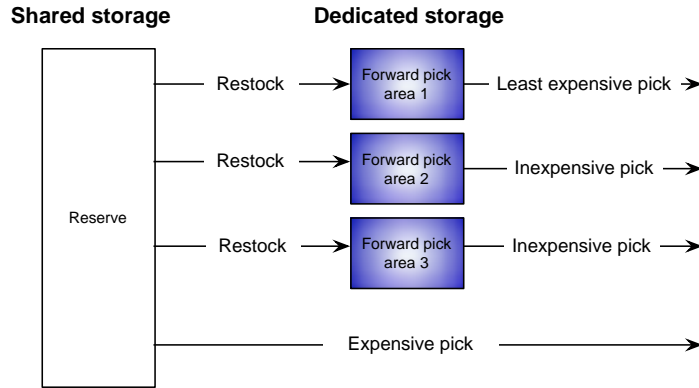 Shared storage
Dedicated storage
Restock
Forward pick
area 1
Least expensive pick
Restock
Forward pick
area 2
Inexpensive pick
Reserve
Restock
Forward pick
area 3
Inexpensive pick
Expensive pick